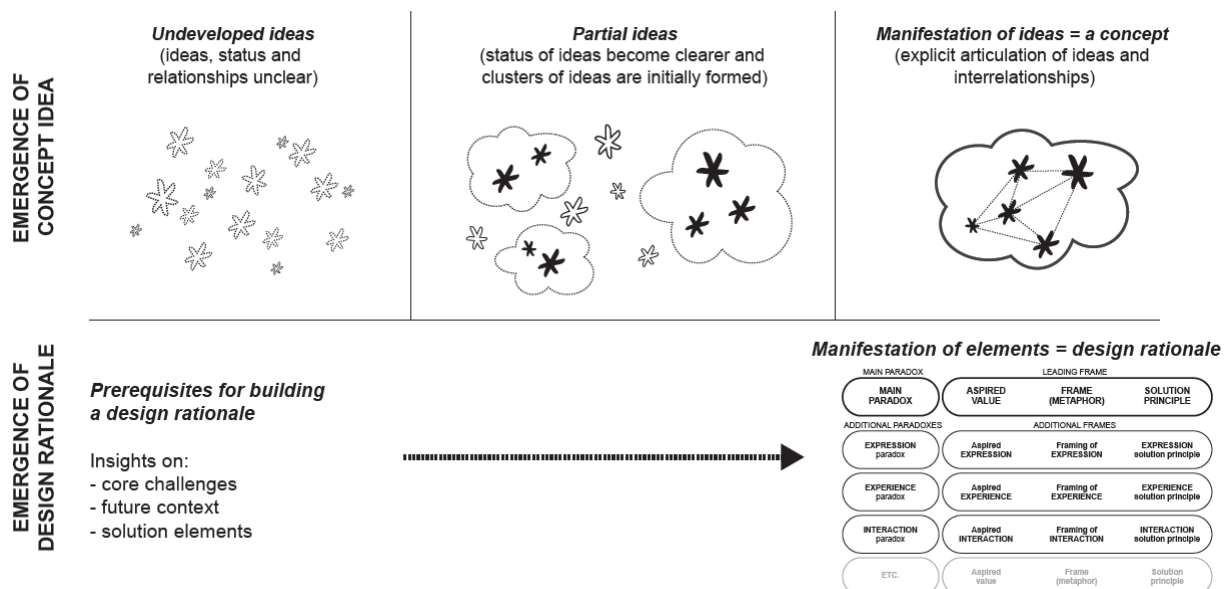 EMERGENCE OF
CONCEPT IDEA
Undeveloped ideas
(ideas, status and
relationships unclear)
Partial ideas
(status of ideas become clearer and
clusters of ideas are initially formed)
Manifestation of ideas = a concept
(explicit articulation of ideas and
interrelationships)
EMERGENCE OF
DESIGN RATIONALE
Prerequisites for building
a design rationale
Insights on:
- core challenges
- future context
- solution elements
Manifestation of elements = design rationale
MAIN PARADOX
LEADING FRAME
MAIN
PARADOX
ASPIRED
VALUE
FRAME
(METAPHOR)
SOLUTION
PRINCIPLE
ADDITIONAL PARADOXES
ADDITIONAL FRAMES
EXPRESSION
paradox
Aspired
EXPRESSION
Framing of
EXPRESSION
EXPRESSION
solution principle
EXPERIENCE
paradox
Aspired
EXPERIENCE
Framing of
EXPERIENCE
EXPERIENCE
solution principle
INTERACTION
paradox
Aspired
INTERACTION
Framing of
INTERACTION
INTERACTION
solution principle
ETC.
Aspired
value
Frame
(metaphor)
Solution
principle